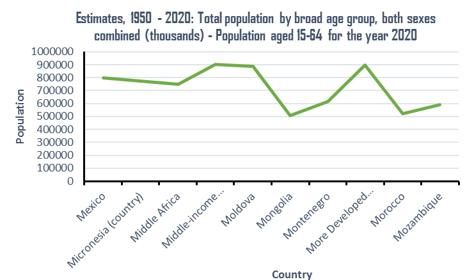 Estimates, 1950 - 2020: Total population by broad age group, both sexes
combined (thousands) - Population aged 15-64 for the year 2020
1000000
900000
800000
700000
600000
500000
400000
300000
200000
100000
0
Population
Mexico
Micronesia (country)
Middle Africa
Middle-income...
Moldova
Mongolia
Montenegro
More Developed...
Morocco
Mozambique
Country